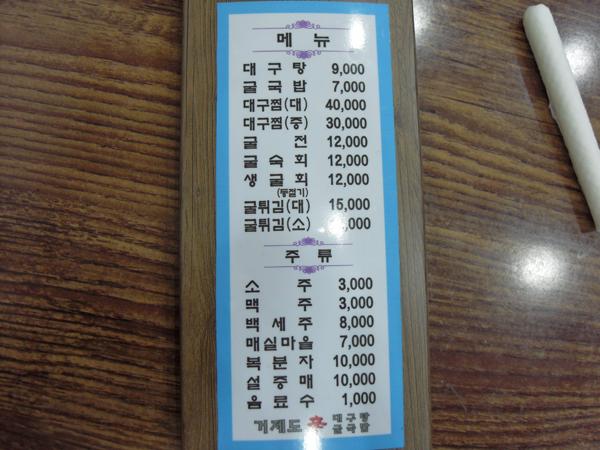 메 뉴
대 구 탕 9,000
굴 국 밥 7,000
대구찜(대) 40,000
대구찜(중) 30,000
굴 전 12,000
굴 숙 회 12,000
생 굴 회 12,000
(동절기)
굴튀김(대) 15,000
굴튀김(소)
주 류
소 주 3,000
맥 주 3,000
백 세 주 8,000
매실마을 7,000
복 분 자 10,000
설 중 매 10,000
음 료 수 1,000
거제도 대구탕
굴국밥